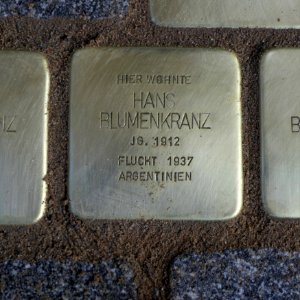 HIER WOHNTE
HANS
BLUMENKRANZ
JG. 1912
FLUCHT 1937
ARGENTINIEN